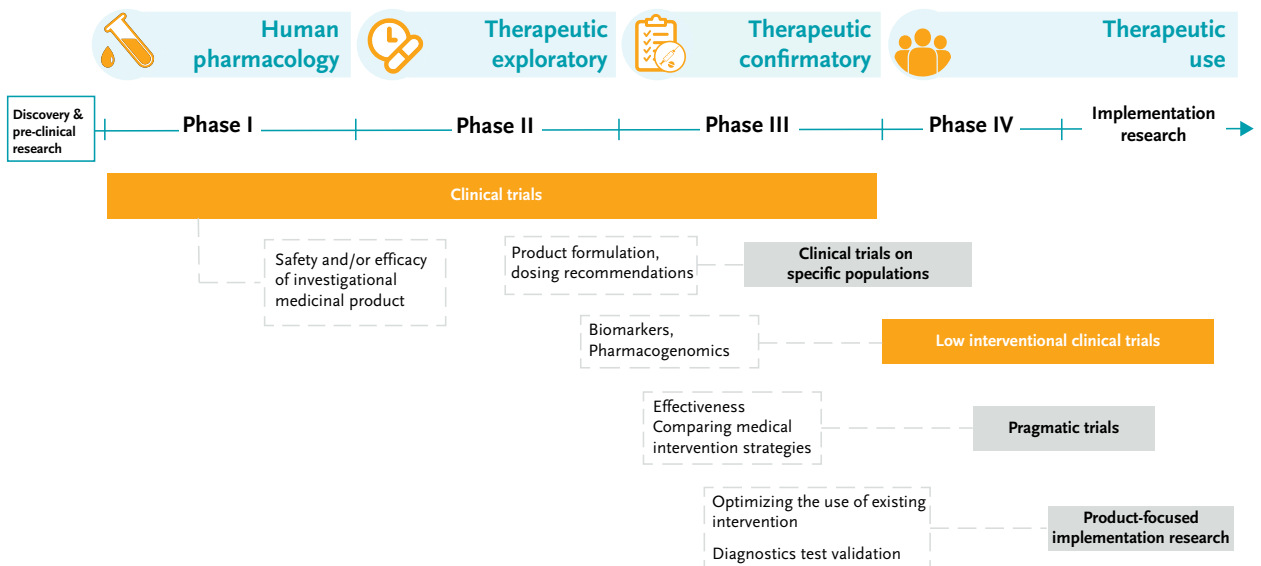 Human
pharmacology
Therapeutic
exploratory
Therapeutic
confirmatory
Therapeutic
use
Discovery &
pre-clinical
research
Phase I
Phase II
Phase III
Phase IV
Implementation
research
Clinical trials
Safety and/or efficacy
of investigational
medicinal product
Product formulation,
dosing recommendations
Clinical trials on
specific populations
Biomarkers,
Pharmacogenomics
Low interventional clinical trials
Effectiveness
Comparing medical
intervention strategies
Pragmatic trials
Optimizing the use of existing
intervention
Diagnostics test validation
Product-focused
implementation research